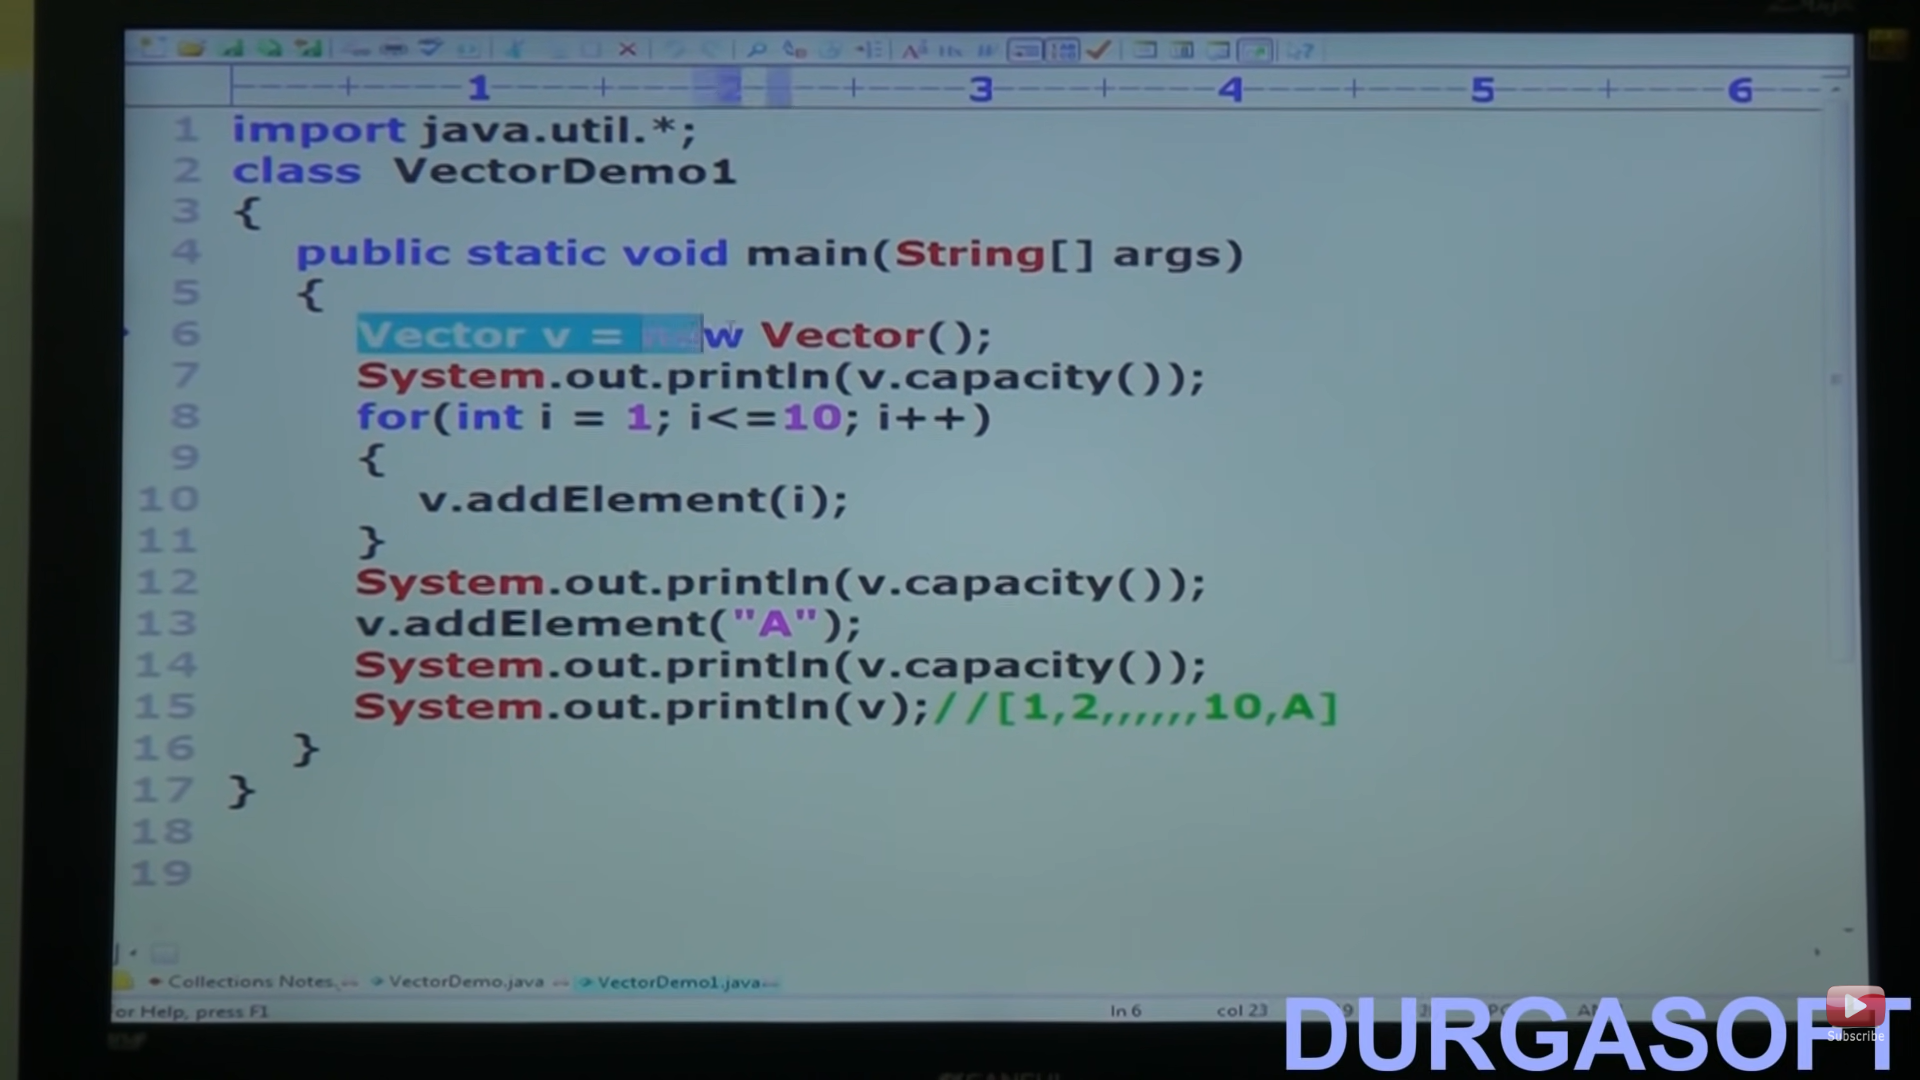 1 2 3 4 5 6
1 import java.util.*;
2 class VectorDemo1
3 {
4 public static void main(String[] args)
5 {
6 Vector v = new Vector();
7 System.out.println(v.capacity());
8 for(int i = 1; i<=10; i++)
9 {
10 v.addElement(i);
11 }
12 System.out.println(v.capacity());
13 v.addElement("A");
14 System.out.println(v.capacity());
15 System.out.println(v);//[1,2,,,,,,10,A]
16 }
17 }
18
19
Collections Notes. VectorDemo.java VectorDemo1.java
or Help, press F1 ln 6 col 23
DURGASOFT
Subscribe